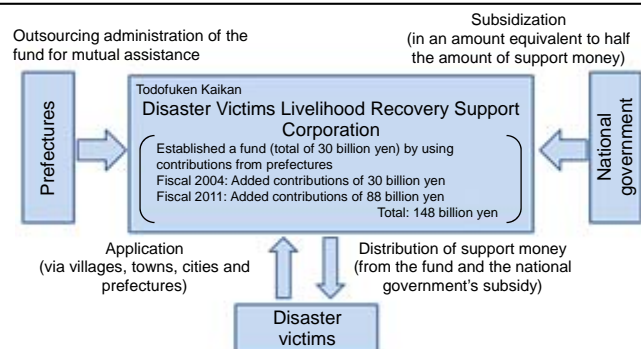 Subsidization
(in an amount equivalent to half
the amount of support money)
Outsourcing administration of the
fund for mutual assistance
Prefectures
Todofuken Kaikan
Disaster Victims Livelihood Recovery Support
Corporation
Established a fund (total of 30 billion yen) by using
contributions from prefectures
Fiscal 2004: Added contributions of 30 billion yen
Fiscal 2011: Added contributions of 88 billion yen
Total: 148 billion yen
National
government
Application
(via villages, towns, cities and
prefectures)
Distribution of support money
(from the fund and the national
government's subsidy)
Disaster
victims